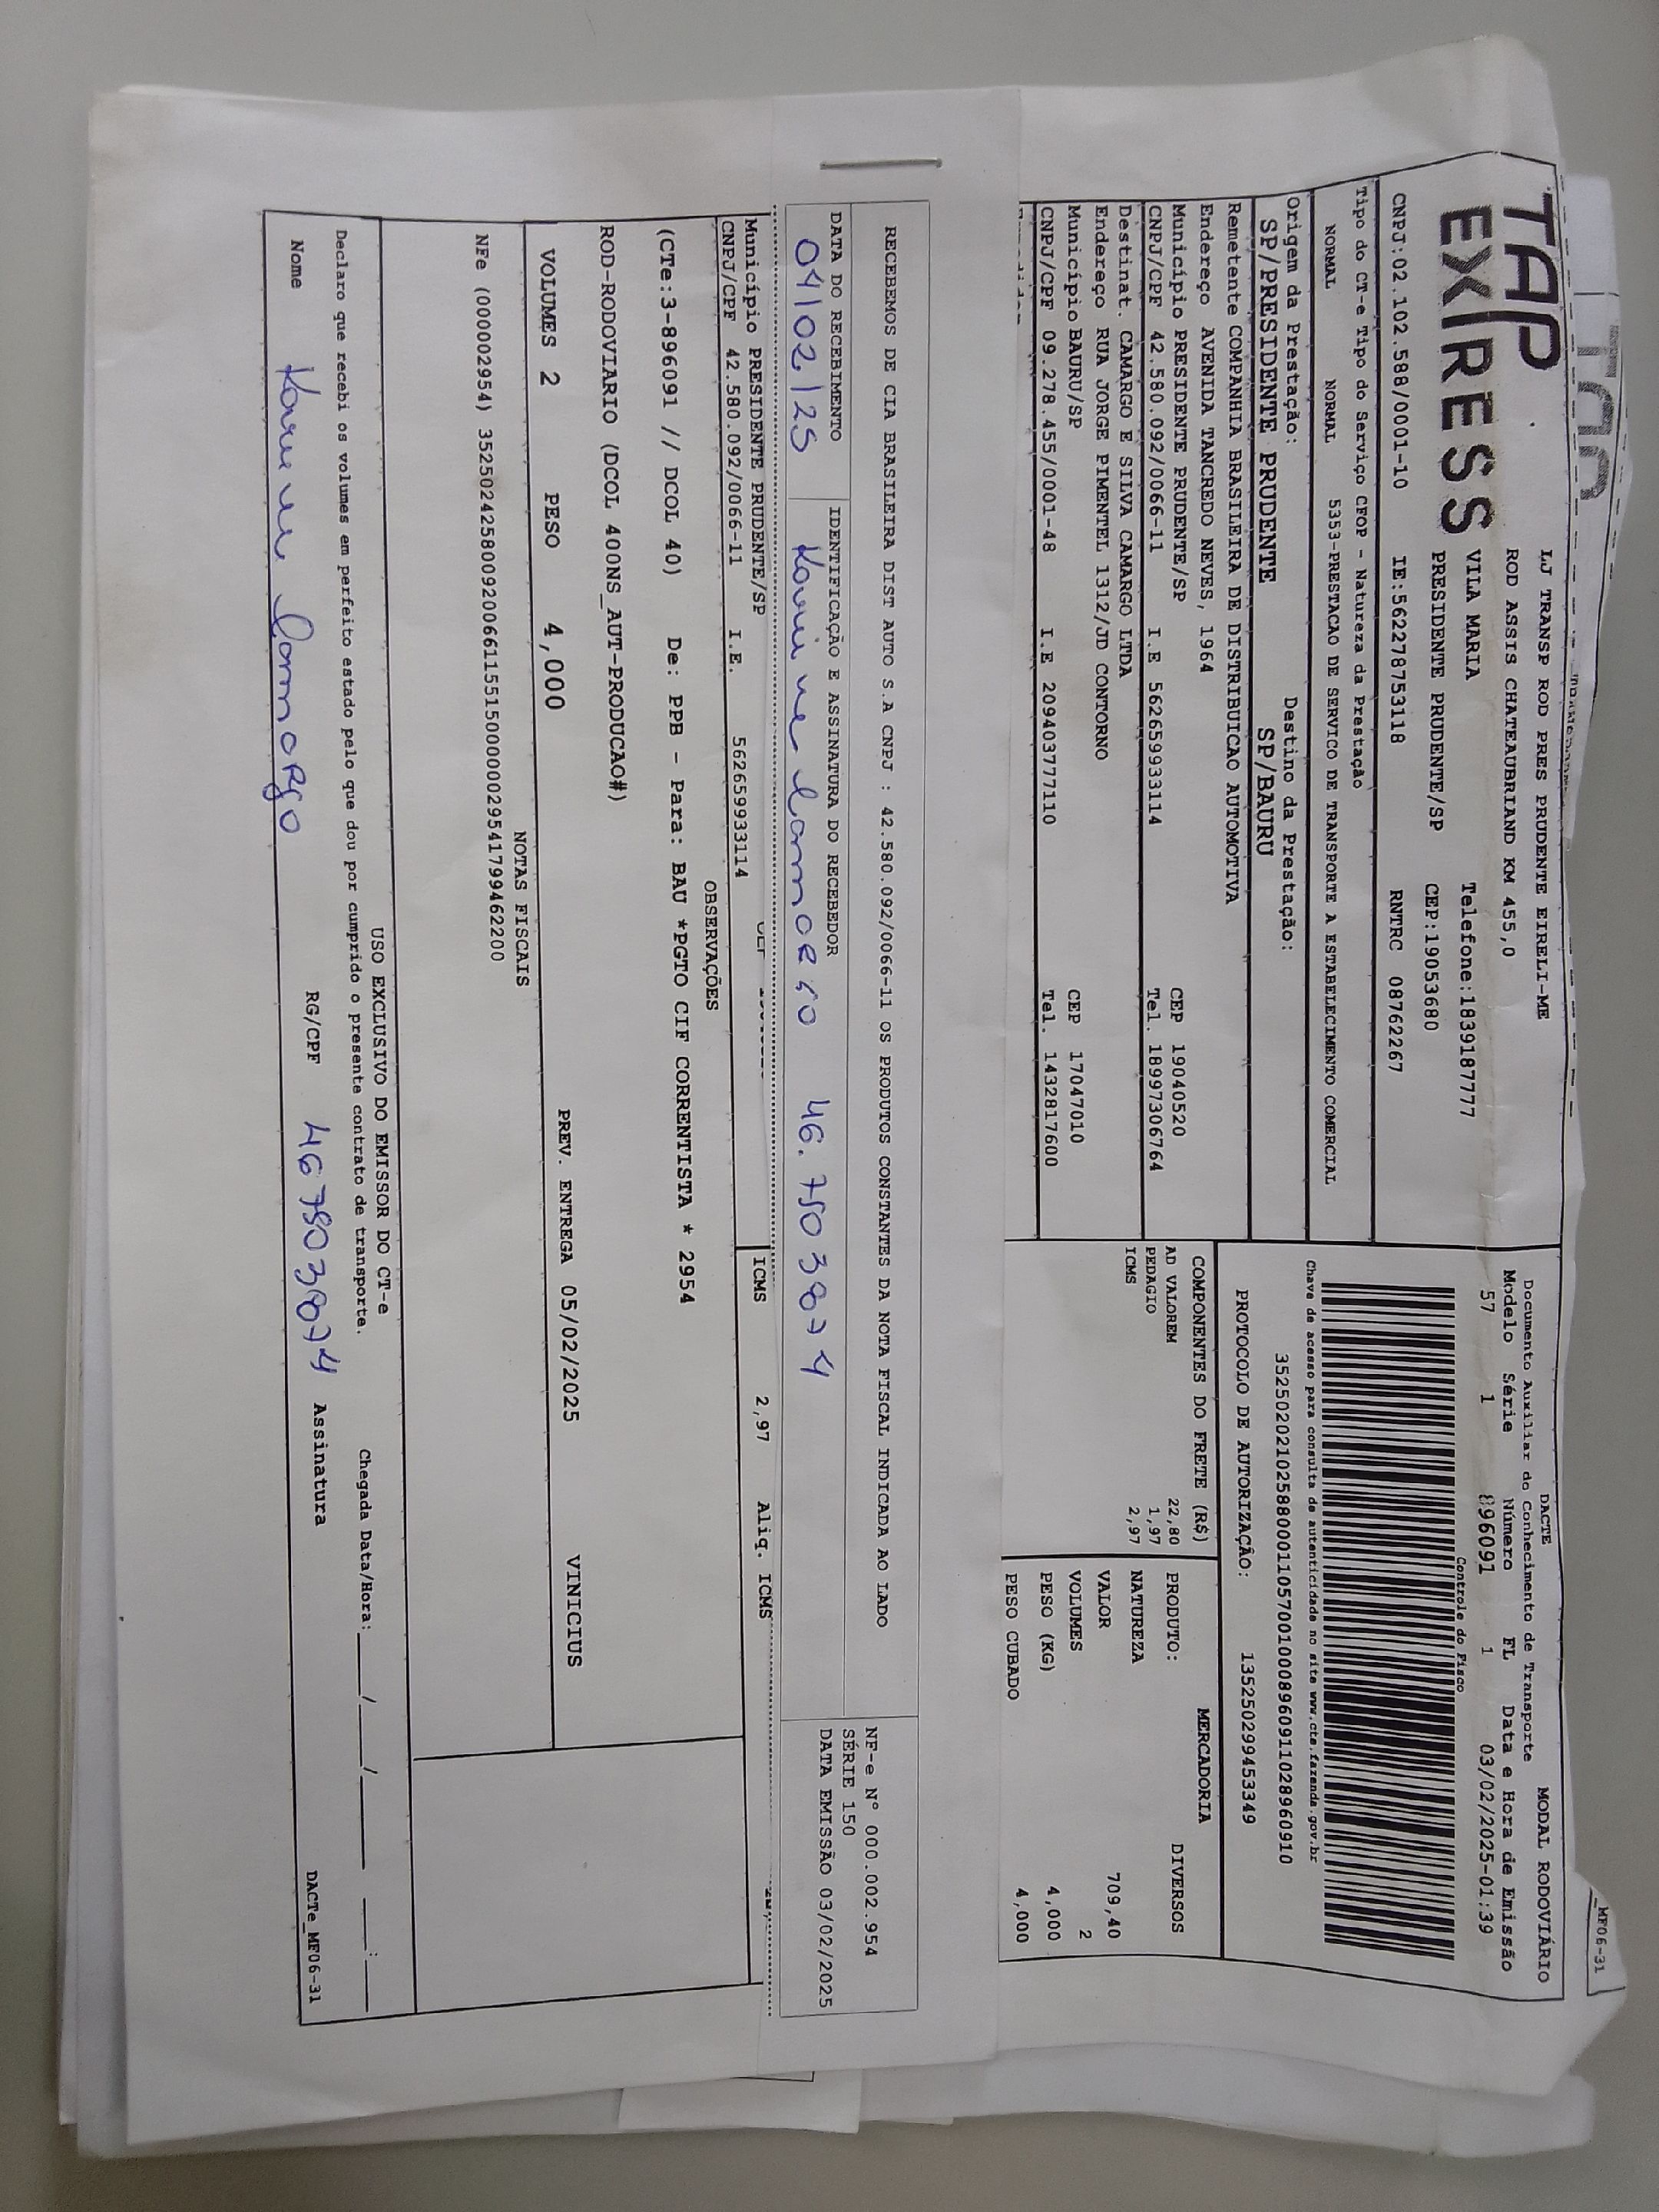 TAP
EXPRESS
LJ TRANSP ROD PRES PRUDENTE EIRELI-ME
ROD ASSIS CHATEAUBRIAND KM 455,0
VILA MARIA Telefone:1839187777
PRESIDENTE PRUDENTE/SP CEP:19053680
CNPJ:02.102.588/0001-10 IE:562278753118 RNTRC 08762267
Tipo do CT-e Tipo do Serviço CFOP - Natureza da Prestação
NORMAL NORMAL 5353-PRESTACAO DE SERVICO DE TRANSPORTE A ESTABELECIMENTO COMERCIAL
Origem da Prestação: Destino da Prestação:
SP/PRESIDENTE PRUDENTE SP/BAURU
Remetente COMPANHIA BRASILEIRA DE DISTRIBUICAO AUTOMOTIVA
Endereço AVENIDA TANCREDO NEVES, 1964
Município PRESIDENTE PRUDENTE/SP CEP 19040520
CNPJ/CPF 42.580.092/0066-11 I.E 562659933114 Tel. 18997306764
Destinat. CAMARGO E SILVA CAMARGO LTDA
Endereço RUA JORGE PIMENTEL 1312/JD CONTORNO
Município BAURU/SP CEP 17047010
CNPJ/CPF 09.278.455/0001-48 I.E 209403777110 Tel. 1432817600
DACTE MODAL RODOVIÁRIO
Documento Auxiliar do Conhecimento de Transporte
Modelo Série Número FL Data e Hora de Emissão
57 1 896091 1 03/02/2025-01:39
Controle do Fisco
Chave de acesso para consulta de autenticidade no site www.cte.fazenda.gov.br
35250202102588000110570010008960911028960910
PROTOCOLO DE AUTORIZAÇÃO: 135250299453349
COMPONENTES DO FRETE (R$)
AD VALOREM 22,80
PEDAGIO 1,97
ICMS 2,97
MERCADORIA
PRODUTO: DIVERSOS
NATUREZA
VALOR 709,40
VOLUMES 2
PESO (KG) 4,000
PESO CUBADO 4,000
RECEBEMOS DE CIA BRASILEIRA DIST AUTO S.A CNPJ : 42.580.092/0066-11 OS PRODUTOS CONSTANTES DA NOTA FISCAL INDICADA AO LADO
DATA DO RECEBIMENTO IDENTIFICAÇÃO E ASSINATURA DO RECEBEDOR
04/02/25 Camargo 46.7503874
NF-e Nº 000.002.954
SÉRIE 150
DATA EMISSÃO 03/02/2025
Município PRESIDENTE PRUDENTE/SP
CNPJ/CPF 42.580.092/0066-11 I.E. 562659933114
ICMS 2,97 Aliq. ICMS
OBSERVAÇÕES
(CTe:3-896091 // DCOL 40) De: PPB - Para: BAU *PGTO CIF CORRENTISTA * 2954
ROD-RODOVIARIO (DCOL 400NS_AUT-PRODUCAO#)
VOLUMES 2 PESO 4,000 PREV. ENTREGA 05/02/2025 VINICIUS
NOTAS FISCAIS
NFe (000002954) 35250242580092006611551500000029541799462200
USO EXCLUSIVO DO EMISSOR DO CT-e
Declaro que recebi os volumes em perfeito estado pelo que dou por cumprido o presente contrato de transporte. Chegada Data/Hora:____/____/____ ___:___
Nome Camargo RG/CPF 467503874 Assinatura
DACTe_MF06-31
MF06-31